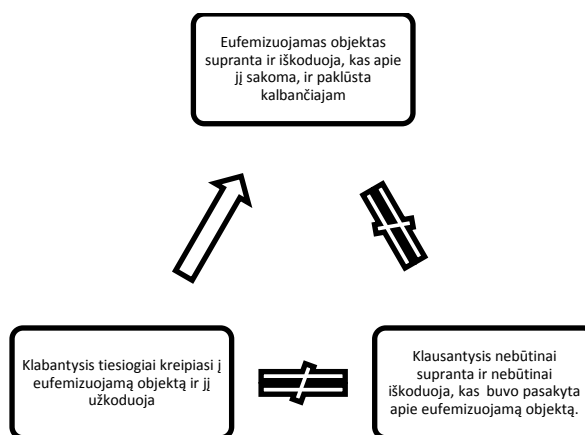 Eufemizuojamas objektas
supranta ir iškoduoja, kas apie
jį sakoma, ir paklūsta
kalbančiajam
Klabantysis tiesiogiai kreipiasi į
eufemizuojamą objektą ir jį
užkoduoja
Klausantysis nebūtinai
supranta ir nebūtinai
iškoduoja, kas buvo pasakyta
apie eufemizuojamą objektą.